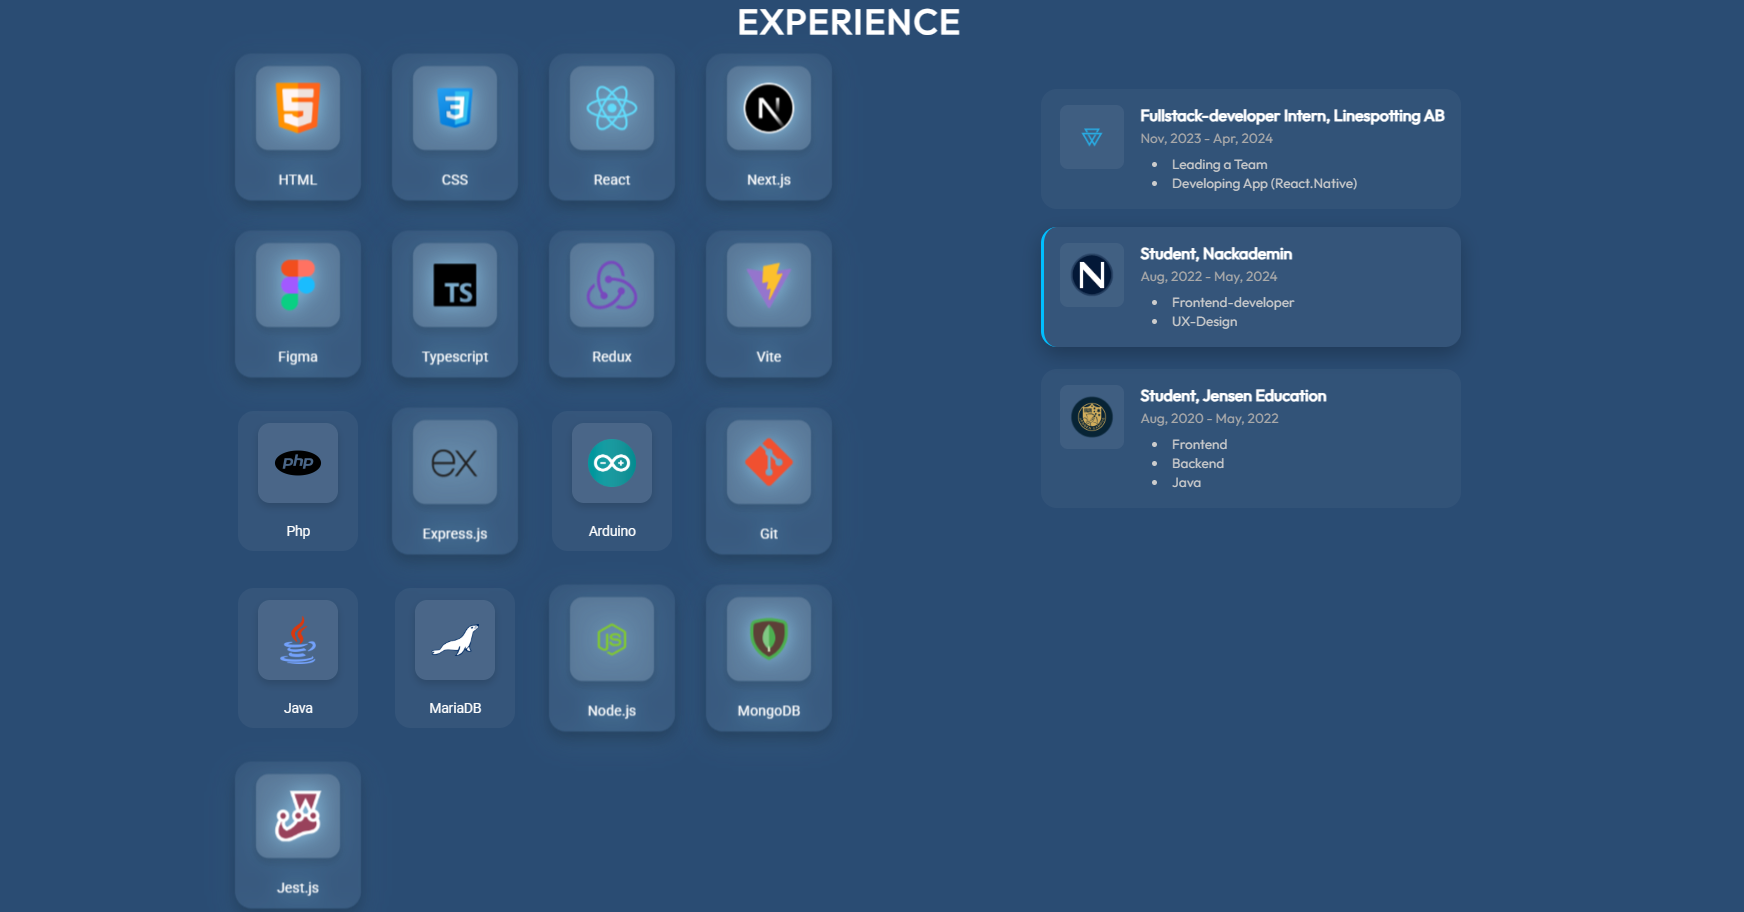 EXPERIENCE
HTML
CSS
React
Next.js
Figma
TS
Typescript
Redux
Vite
php
Php
ex
Express.js
Arduino
Git
Java
MariaDB
JS
Node.js
MongoDB
Jest.js
Fullstack-developer Intern, Linespotting AB
Nov, 2023 - Apr, 2024
• Leading a Team
• Developing App (React.Native)
N
Student, Nackademin
Aug, 2022 - May, 2024
• Frontend-developer
• UX-Design
Student, Jensen Education
Aug, 2020 - May, 2022
• Frontend
• Backend
• Java